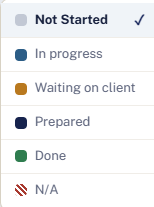 Not Started
In progress
Waiting on client
Prepared
Done
N/A